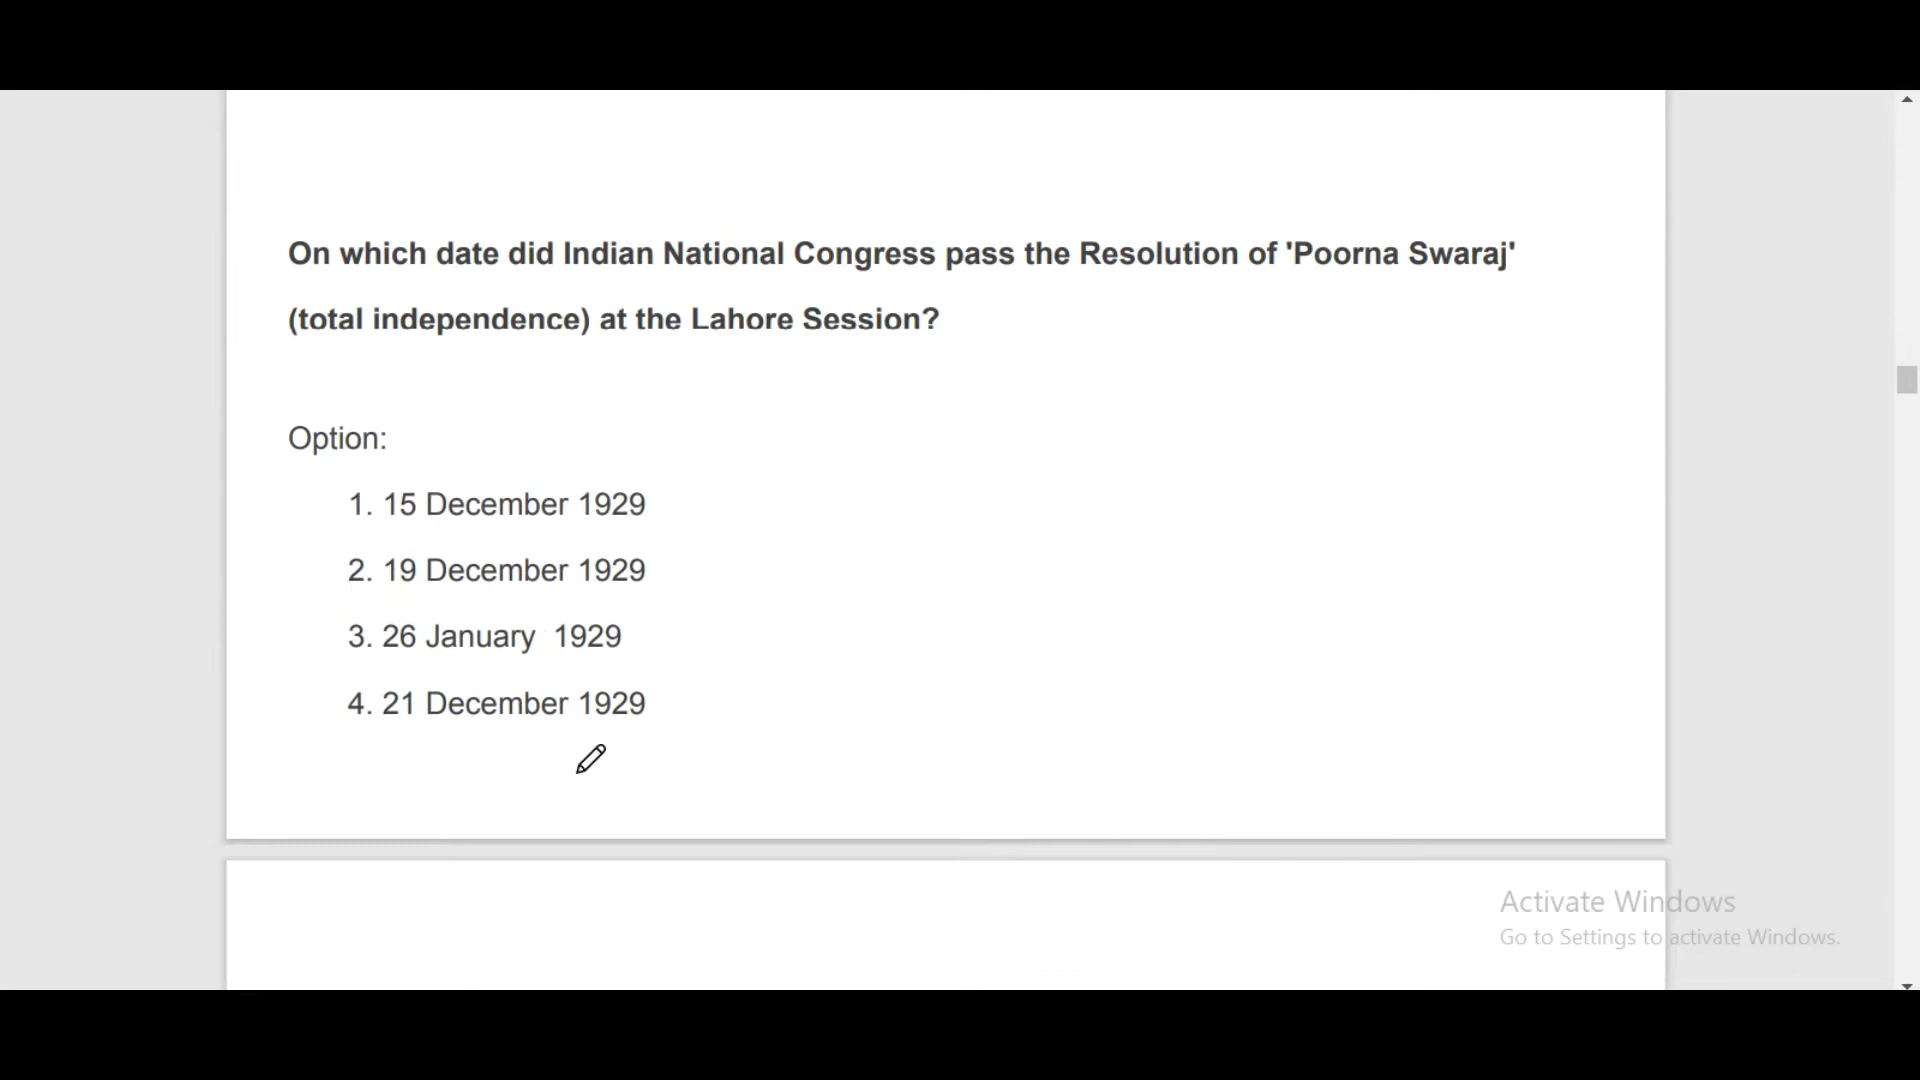 On which date did Indian National Congress pass the Resolution of 'Poorna Swaraj'
(total independence) at the Lahore Session?
Option:
1. 15 December 1929
2. 19 December 1929
3. 26 January  1929
4. 21 December 1929
Activate Windows
Go to Settings to activate Windows.